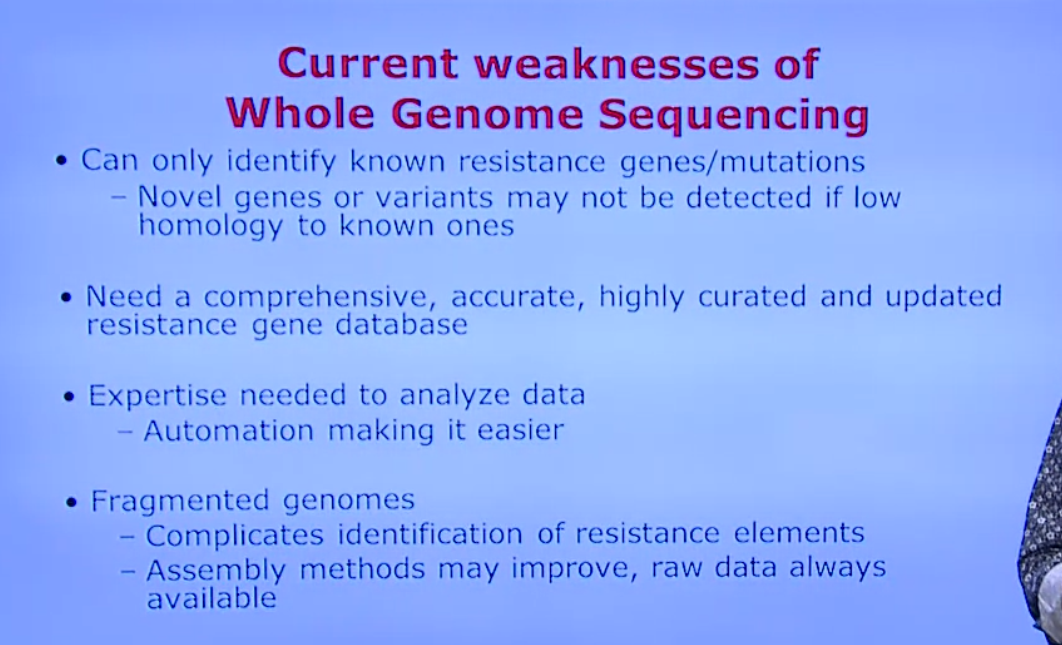 Current weaknesses of
Whole Genome Sequencing
• Can only identify known resistance genes/mutations
– Novel genes or variants may not be detected if low
homology to known ones
• Need a comprehensive, accurate, highly curated and updated
resistance gene database
• Expertise needed to analyze data
– Automation making it easier
• Fragmented genomes
– Complicates identification of resistance elements
– Assembly methods may improve, raw data always
available